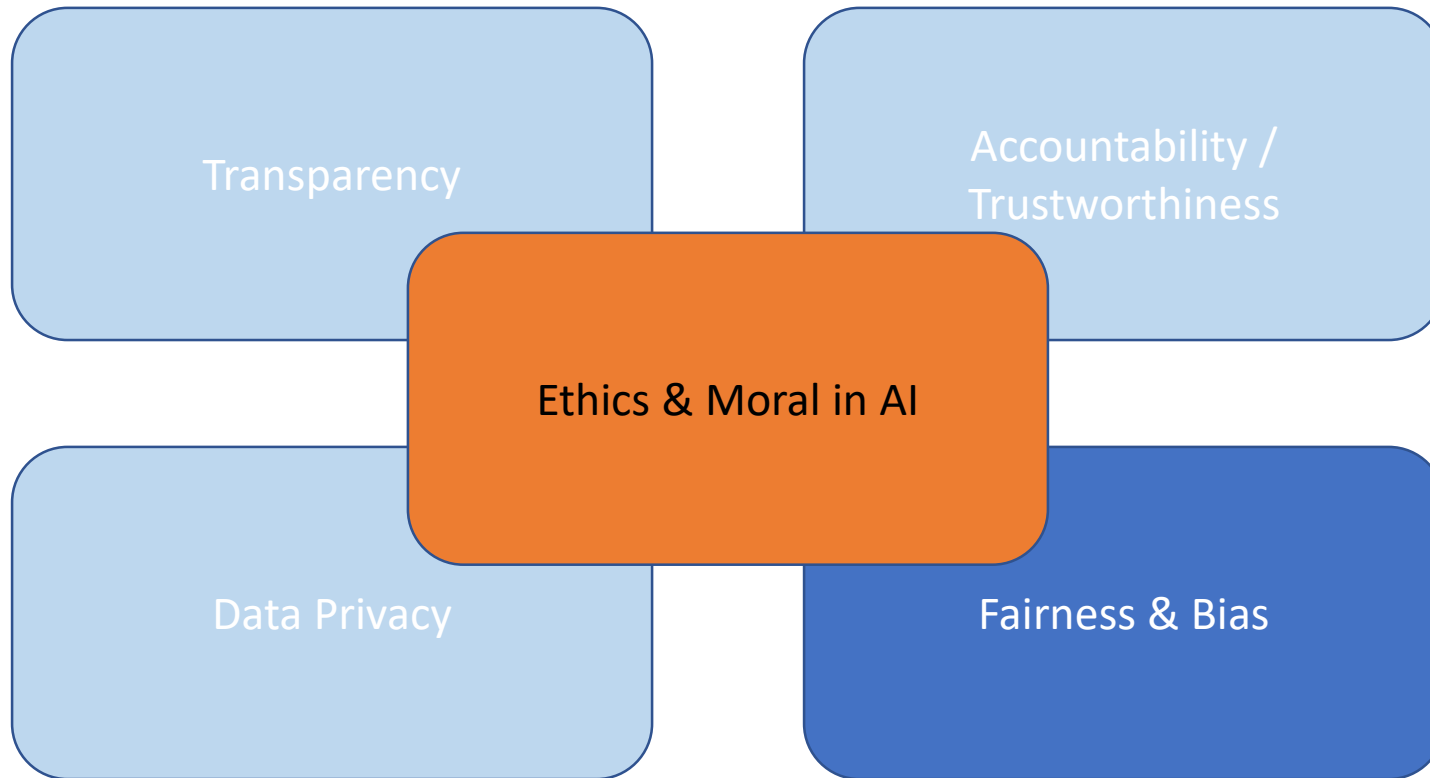 Transparency
Accountability /
Trustworthiness
Ethics & Moral in AI
Data Privacy
Fairness & Bias